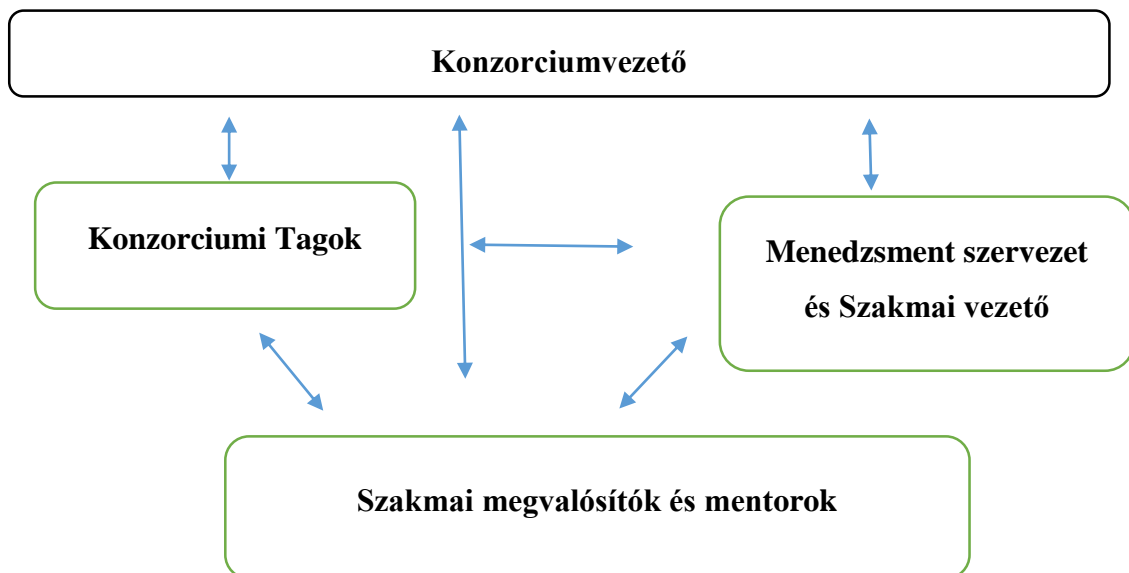 Konzorciumvezető
Konzorciumi Tagok
Menedzsment szervezet
és Szakmai vezető
Szakmai megvalósítók és mentorok